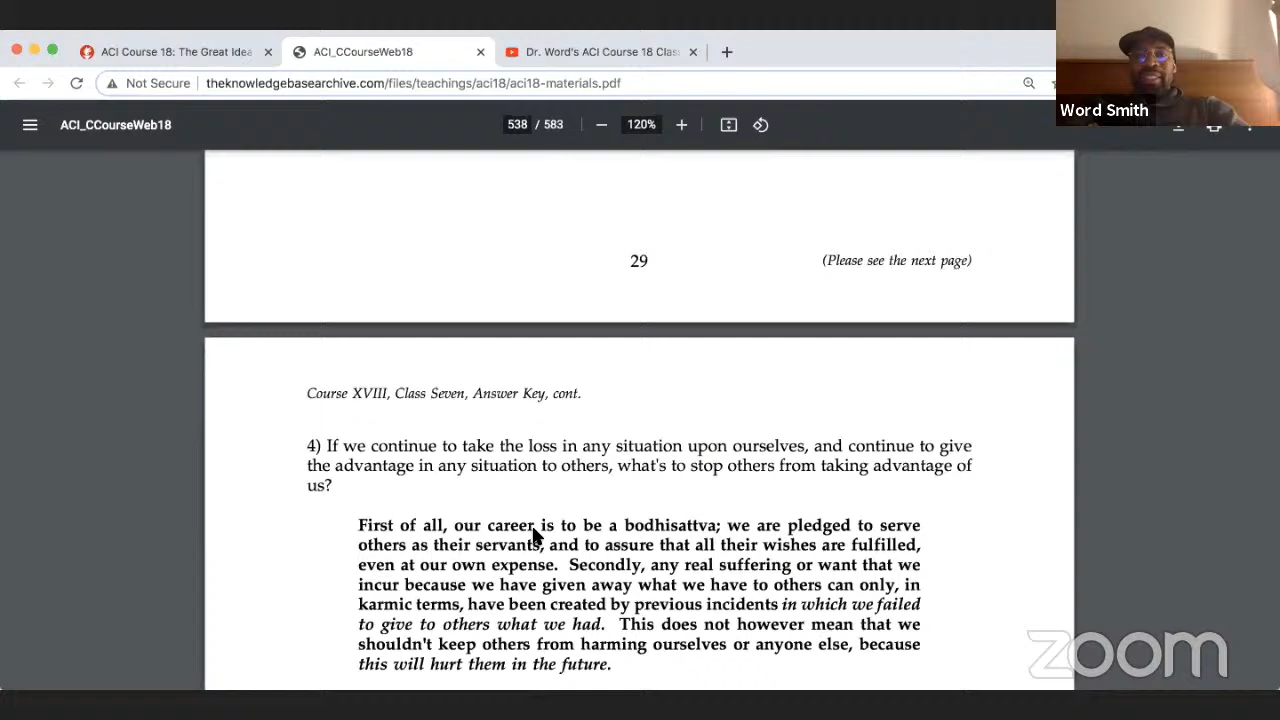 ACI Course 18: The Great Idea
ACI_CCourseWeb18
Dr. Word's ACI Course 18 Clas
Not Secure
theknowledgebasearchive.com/files/teachings/aci18/aci18-materials.pdf
Word Smith
ACI_CCourseWeb18
538 / 583
120%
29
(Please see the next page)
Course XVIII, Class Seven, Answer Key, cont.
4) If we continue to take the loss in any situation upon ourselves, and continue to give
the advantage in any situation to others, what's to stop others from taking advantage of
us?
First of all, our career is to be a bodhisattva; we are pledged to serve
others as their servants, and to assure that all their wishes are fulfilled,
even at our own expense. Secondly, any real suffering or want that we
incur because we have given away what we have to others can only, in
karmic terms, have been created by previous incidents in which we failed
to give to others what we had. This does not however mean that we
shouldn't keep others from harming ourselves or anyone else, because
this will hurt them in the future.
zoom